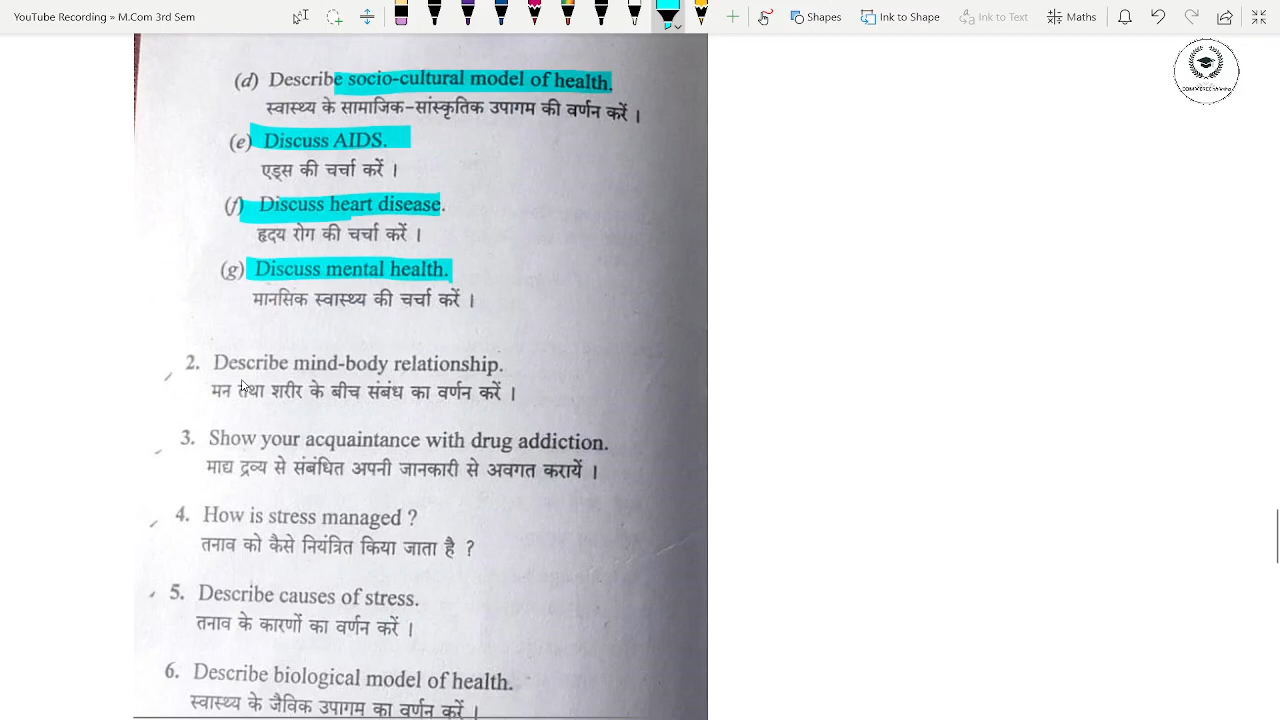 YouTube Recording » M.Com 3rd Sem
Shapes
Ink to Shape
Ink to Text
Maths
(d) Describe socio-cultural model of health.
स्वास्थ्य के सामाजिक-सांस्कृतिक उपागम की वर्णन करें ।
(e) Discuss AIDS.
एड्स की चर्चा करें ।
(f) Discuss heart disease.
हृदय रोग की चर्चा करें ।
(g) Discuss mental health.
मानसिक स्वास्थ्य की चर्चा करें ।
2. Describe mind-body relationship.
मन तथा शरीर के बीच संबंध का वर्णन करें ।
3. Show your acquaintance with drug addiction.
माद्य द्रव्य से संबंधित अपनी जानकारी से अवगत करायें ।
4. How is stress managed ?
तनाव को कैसे नियंत्रित किया जाता है ?
5. Describe causes of stress.
तनाव के कारणों का वर्णन करें ।
6. Describe biological model of health.
स्वास्थ्य के जैविक उपागम का वर्णन करें ।